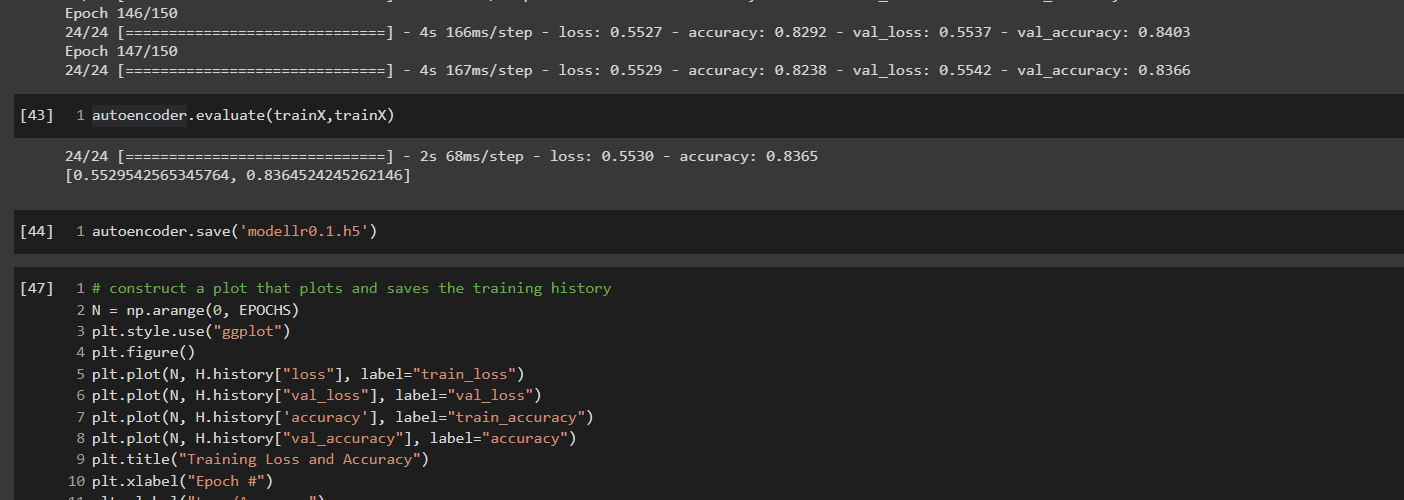 Epoch 146/150
24/24 [==============================] - 4s 166ms/step - loss: 0.5527 - accuracy: 0.8292 - val_loss: 0.5537 - val_accuracy: 0.8403
Epoch 147/150
24/24 [==============================] - 4s 167ms/step - loss: 0.5529 - accuracy: 0.8238 - val_loss: 0.5542 - val_accuracy: 0.8366
[43] 1 autoencoder.evaluate(trainX,trainX)
24/24 [==============================] - 2s 68ms/step - loss: 0.5530 - accuracy: 0.8365
[0.5529542565345764, 0.8364524245262146]
[44] 1 autoencoder.save('modellr0.1.h5')
[47] 1 # construct a plot that plots and saves the training history
2 N = np.arange(0, EPOCHS)
3 plt.style.use("ggplot")
4 plt.figure()
5 plt.plot(N, H.history["loss"], label="train_loss")
6 plt.plot(N, H.history["val_loss"], label="val_loss")
7 plt.plot(N, H.history['accuracy'], label="train_accuracy")
8 plt.plot(N, H.history["val_accuracy"], label="accuracy")
9 plt.title("Training Loss and Accuracy")
10 plt.xlabel("Epoch #")